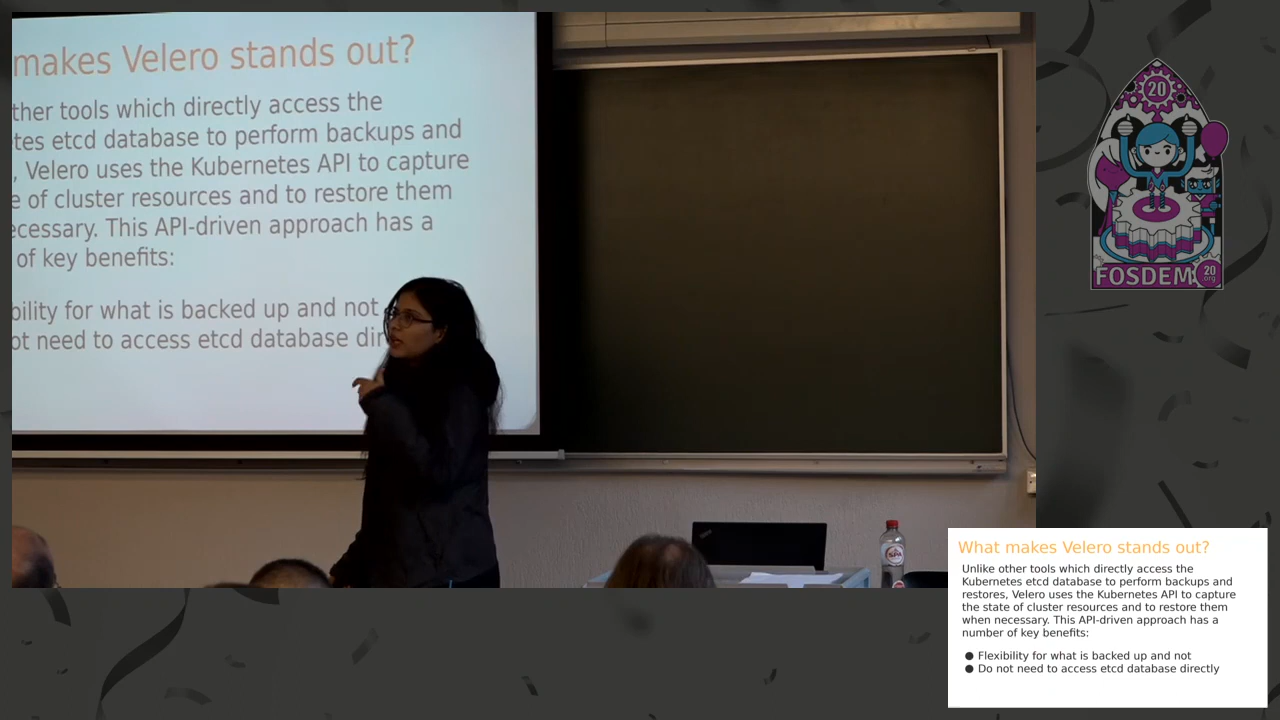 makes Velero stands out?
ther tools which directly access the
tes etcd database to perform backups and
, Velero uses the Kubernetes API to capture
e of cluster resources and to restore them
ecessary. This API-driven approach has a
of key benefits:
bility for what is backed up and not
ot need to access etcd database dir
20
FOSDEM
20
.org
What makes Velero stands out?
Unlike other tools which directly access the
Kubernetes etcd database to perform backups and
restores, Velero uses the Kubernetes API to capture
the state of cluster resources and to restore them
when necessary. This API-driven approach has a
number of key benefits:
● Flexibility for what is backed up and not
● Do not need to access etcd database directly